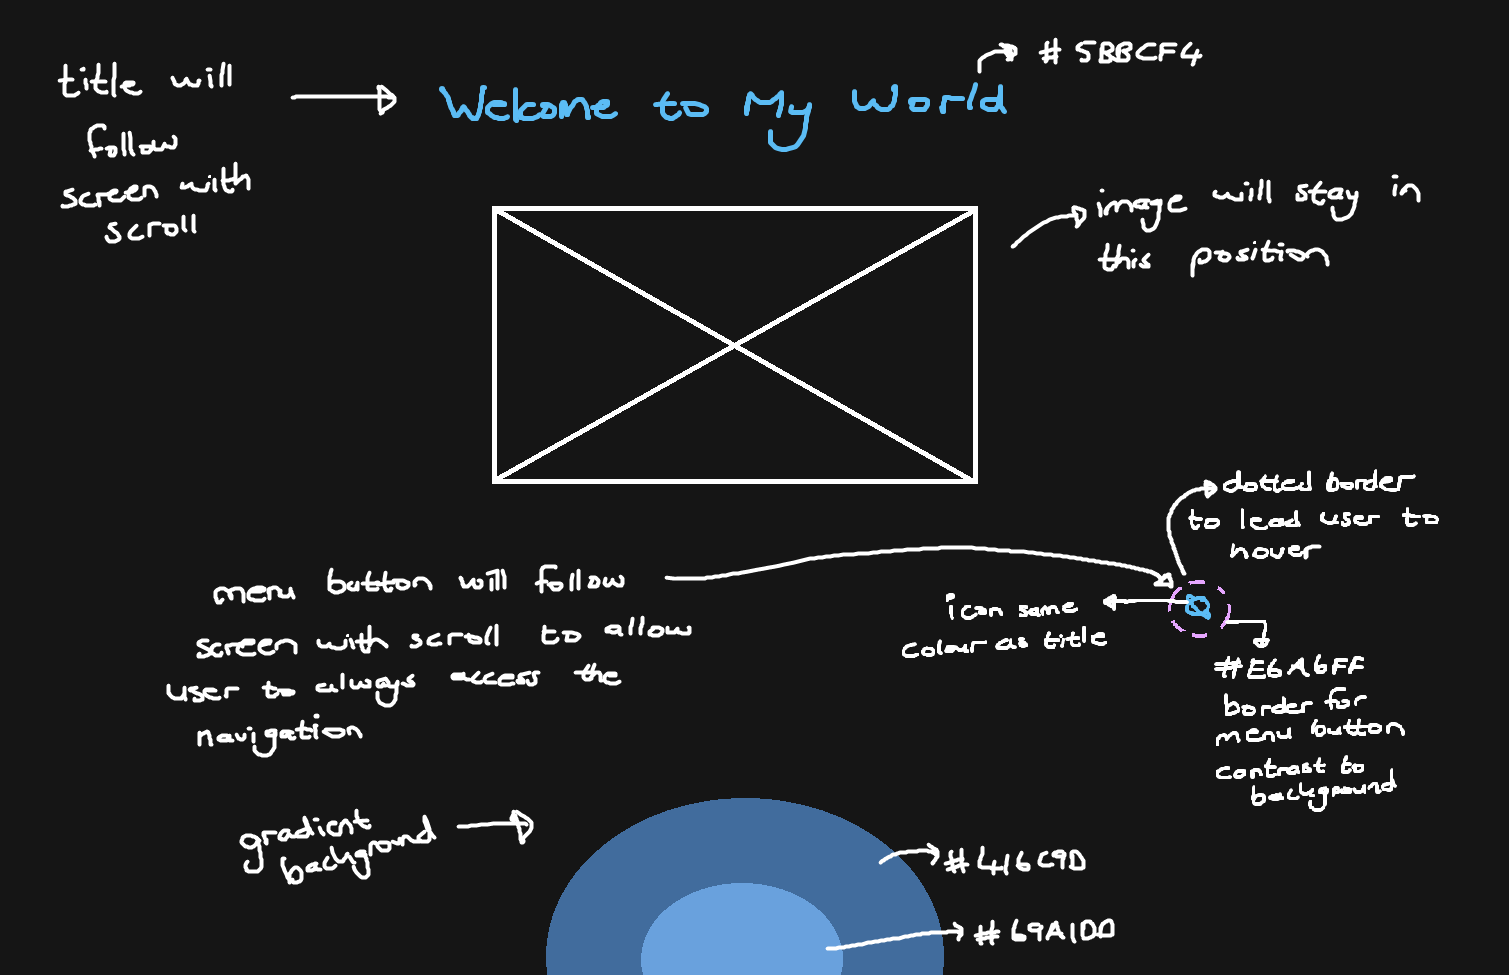 title will
follow
screen with
scroll
Welcome to My World
# 5BBCF4
image will stay in
this position
dotted border
to lead user to
hover
menu button will follow
screen with scroll to allow
user to always access the
navigation
icon same
colour as title
#E6A6FF
border for
menu button
contrast to
background
gradient
background
#416C9D
#69A1DD